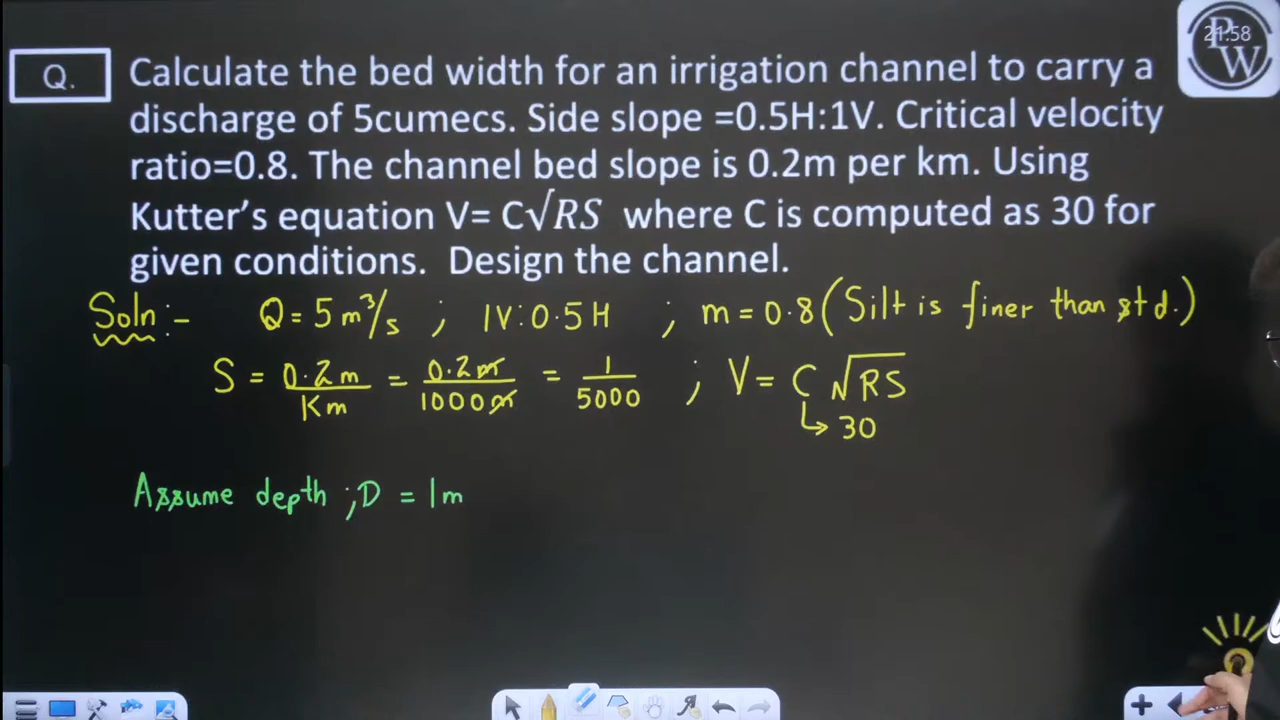 21:58
PW
Q.
Calculate the bed width for an irrigation channel to carry a
discharge of 5cumecs. Side slope =0.5H:1V. Critical velocity
ratio=0.8. The channel bed slope is 0.2m per km. Using
Kutter's equation V= C√RS where C is computed as 30 for
given conditions. Design the channel.
Soln:- Q = 5 m³/s ; 1V:0.5H ; m = 0.8 (Silt is finer than std.)
S = 0.2m/Km = 0.2m/1000m = 1/5000 ; V = C√RS
↳ 30
Assume depth ; D = 1m